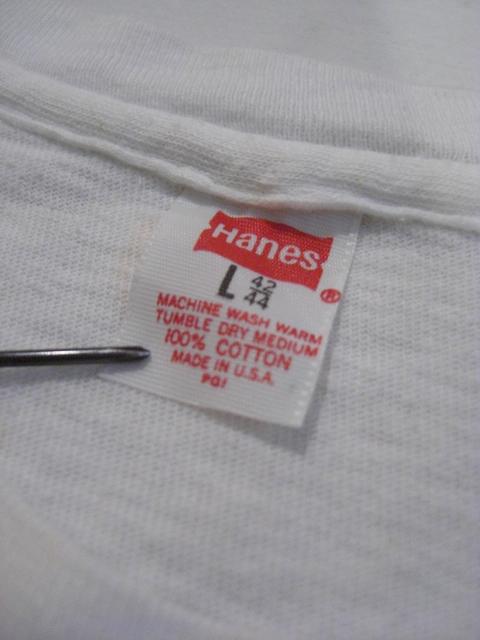 Hanes
L 42/44 ®
MACHINE WASH WARM
TUMBLE DRY MEDIUM
100% COTTON
MADE IN U.S.A.
PG1